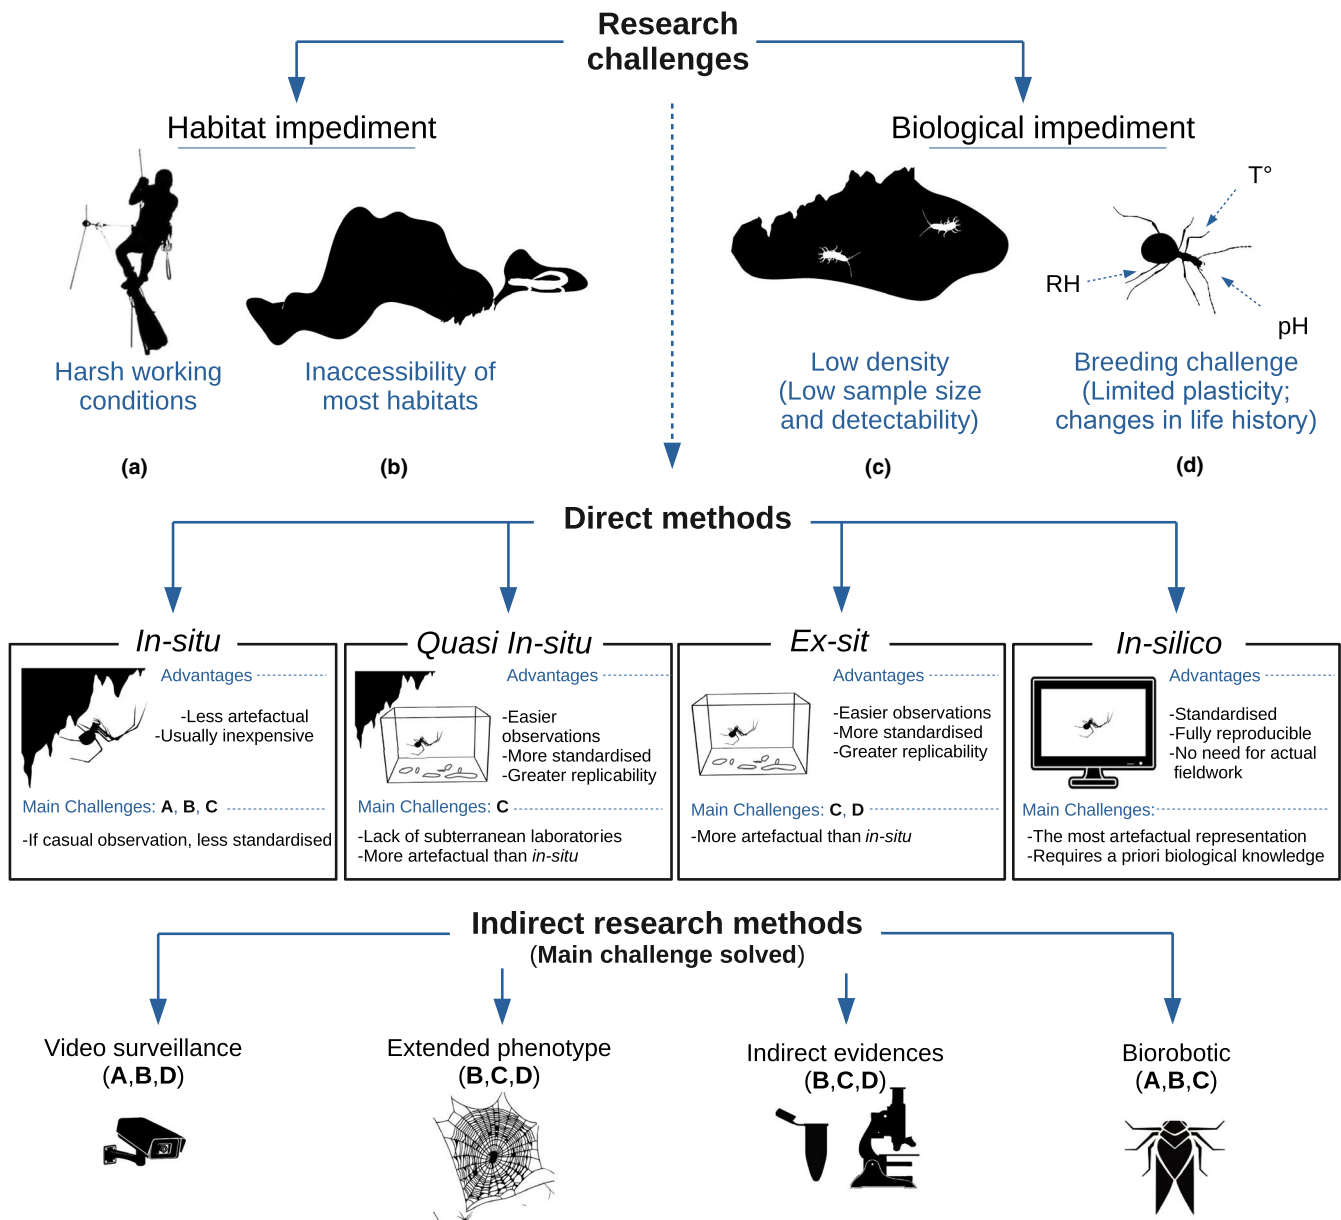 Research
challenges
Habitat impediment
Biological impediment
T°
RH
pH
Harsh working
conditions
Inaccessibility of
most habitats
Low density
(Low sample size
and detectability)
Breeding challenge
(Limited plasticity;
changes in life history)
(a)
(b)
(c)
(d)
Direct methods
In-situ
Advantages
-Less artefactual
-Usually inexpensive
Main Challenges: A, B, C
-If casual observation, less standardised
Quasi In-situ
Advantages
-Easier
observations
-More standardised
-Greater replicability
Main Challenges: C
-Lack of subterranean laboratories
-More artefactual than in-situ
Ex-sit
Advantages
-Easier observations
-More standardised
-Greater replicability
Main Challenges: C, D
-More artefactual than in-situ
In-silico
Advantages
-Standardised
-Fully reproducible
-No need for actual
fieldwork
Main Challenges:
-The most artefactual representation
-Requires a priori biological knowledge
Indirect research methods
(Main challenge solved)
Video surveillance
(A,B,D)
Extended phenotype
(B,C,D)
Indirect evidences
(B,C,D)
Biorobotic
(A,B,C)